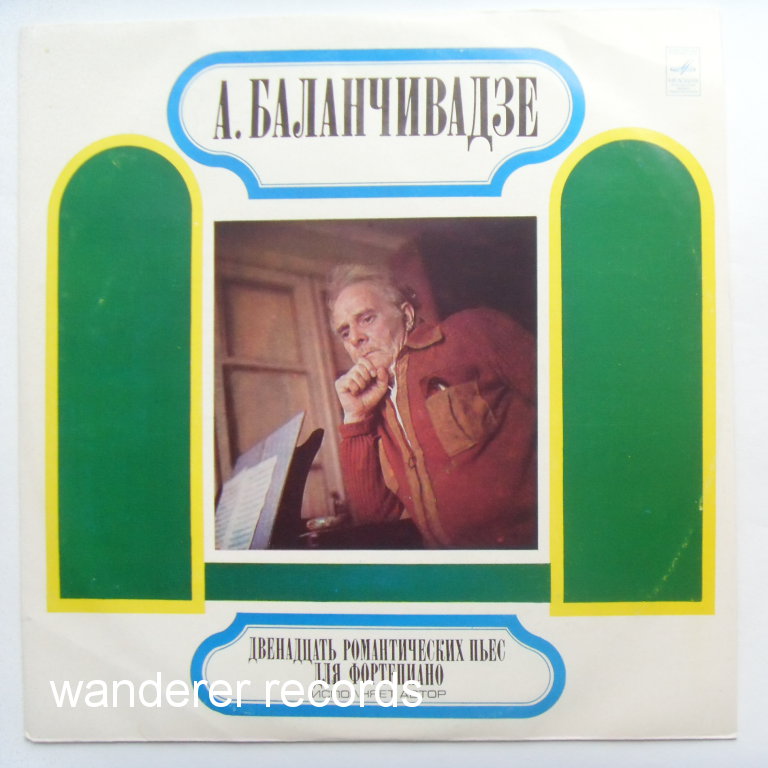 А. БАЛАНЧИВАДЗЕ
ДВЕНАДЦАТЬ РОМАНТИЧЕСКИХ ПЬЕС
ДЛЯ ФОРТЕПИАНО
ИСПОЛНЯЕТ АВТОР
wanderer records